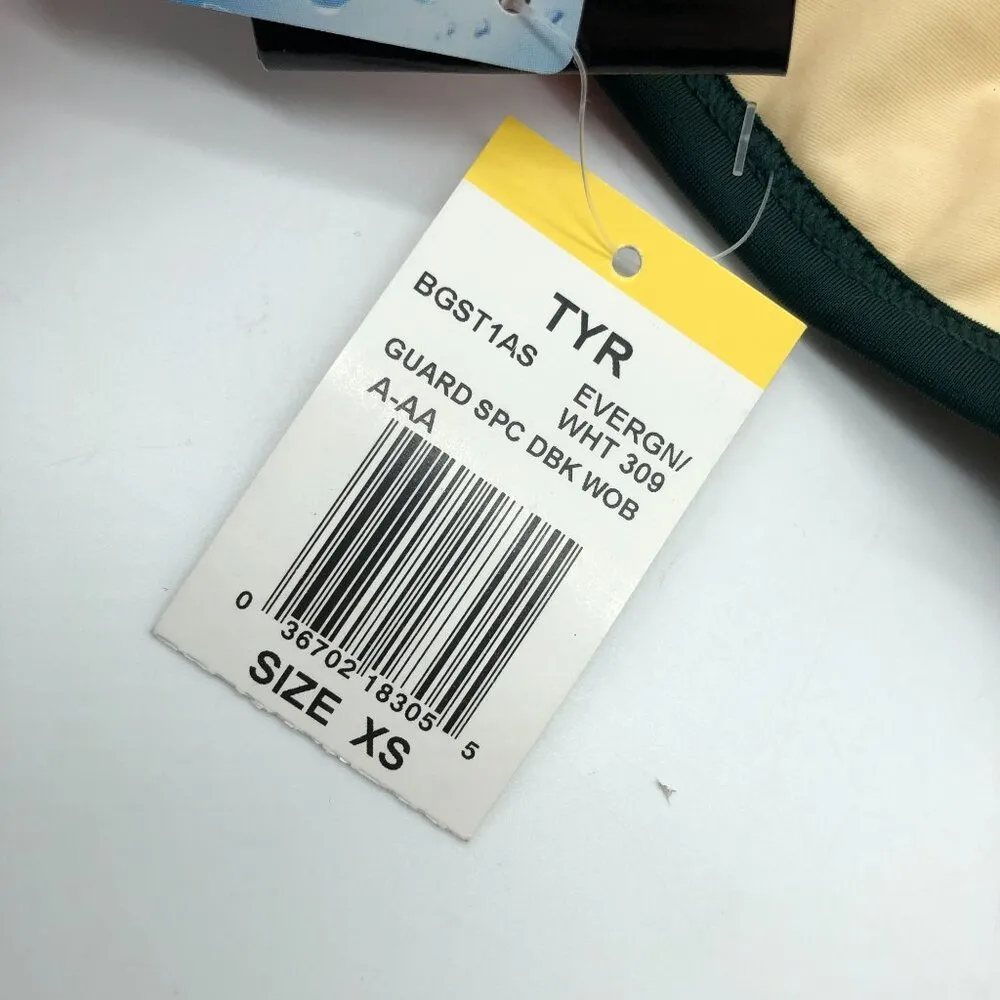 TYR
BGST1AS
EVERGN/
WHT 309
GUARD SPC DBK WOB
A-AA
0 36702 18305 5
SIZE XS